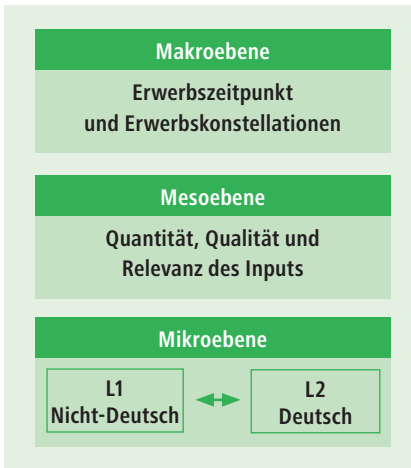 Makroebene
Erwerbszeitpunkt
und Erwerbskonstellationen
Mesoebene
Quantität, Qualität und
Relevanz des Inputs
Mikroebene
L1
Nicht-Deutsch
L2
Deutsch